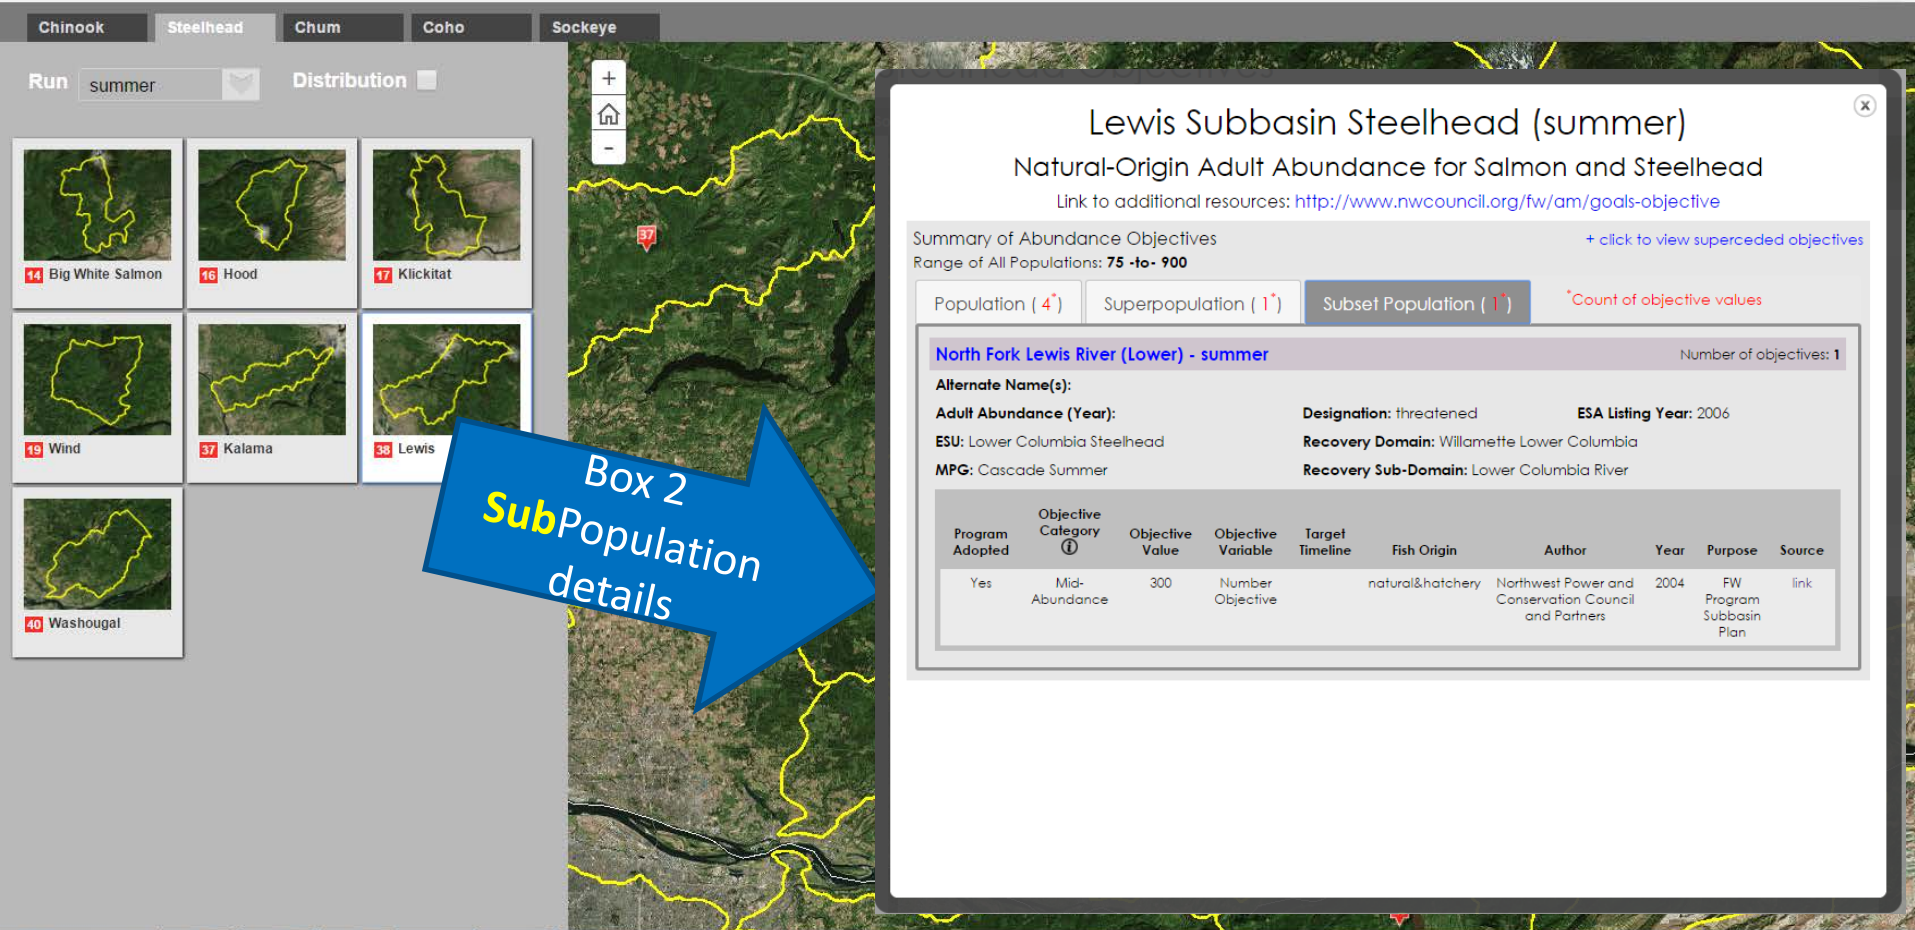 Chinook
Steelhead
Chum
Coho
Sockeye
Run
summer
Distribution
14 Big White Salmon
16 Hood
17 Klickitat
19 Wind
37 Kalama
38 Lewis
40 Washougal
+
-
37
Box 2
SubPopulation
details
Steelhead Objectives
x
Lewis Subbasin Steelhead (summer)
Natural-Origin Adult Abundance for Salmon and Steelhead
Link to additional resources: http://www.nwcouncil.org/fw/am/goals-objective
Summary of Abundance Objectives
+ click to view superceded objectives
Range of All Populations: 75 -to- 900
Population ( 4*)
Superpopulation ( 1*)
Subset Population ( 1*)
*Count of objective values
North Fork Lewis River (Lower) - summer
Number of objectives: 1
Alternate Name(s):
Adult Abundance (Year):
Designation: threatened
ESA Listing Year: 2006
ESU: Lower Columbia Steelhead
Recovery Domain: Willamette Lower Columbia
MPG: Cascade Summer
Recovery Sub-Domain: Lower Columbia River
Program
Adopted
Objective
Category
i
Objective
Value
Objective
Variable
Target
Timeline
Fish Origin
Author
Year
Purpose
Source
Yes
Mid-
Abundance
300
Number
Objective
natural&hatchery
Northwest Power and
Conservation Council
and Partners
2004
FW
Program
Subbasin
Plan
link